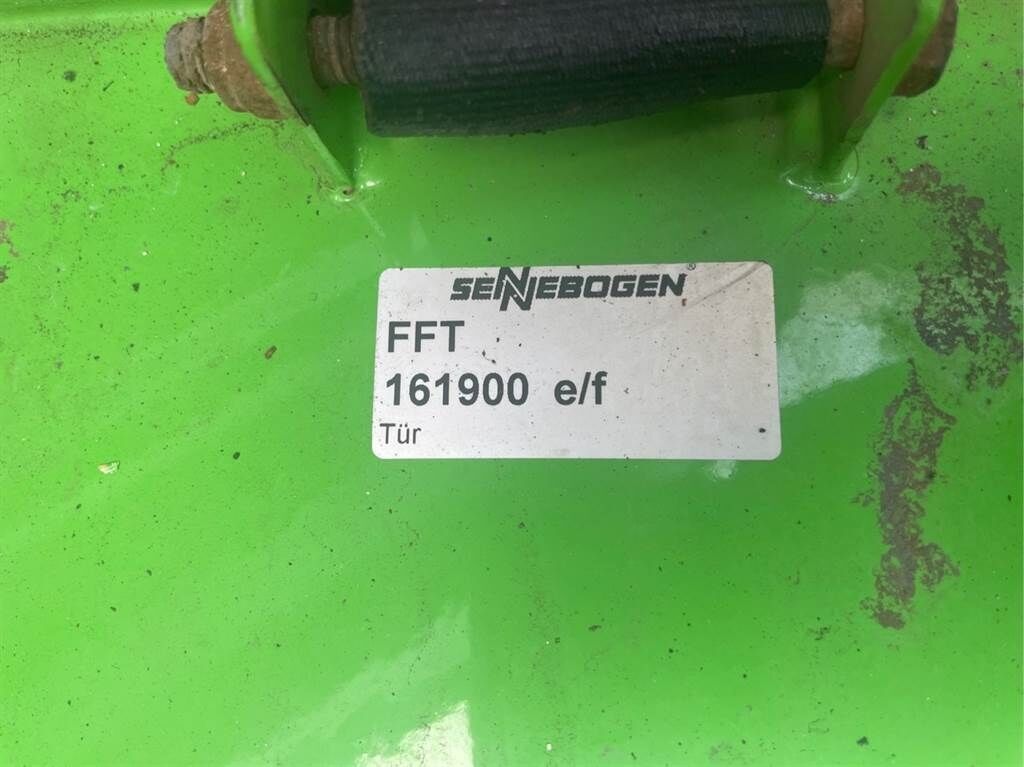 SENNEBOGEN®
FFT
161900 e/f
Tür